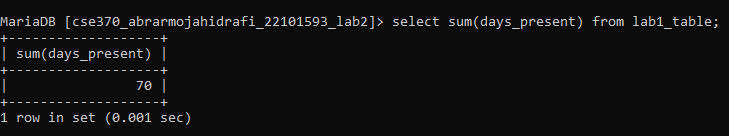 MariaDB [cse370_abrarmojahidrafi_22101593_lab2]> select sum(days_present) from lab1_table;
+-------------------+
| sum(days_present) |
+-------------------+
|                70 |
+-------------------+
1 row in set (0.001 sec)